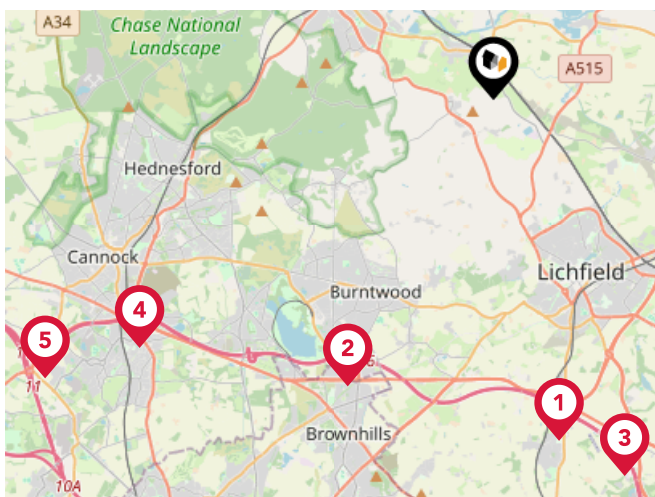 A34
Chase National
Landscape
A515
Hednesford
Cannock
Lichfield
Burntwood
4
5
2
11
1
Brownhills
3
10A